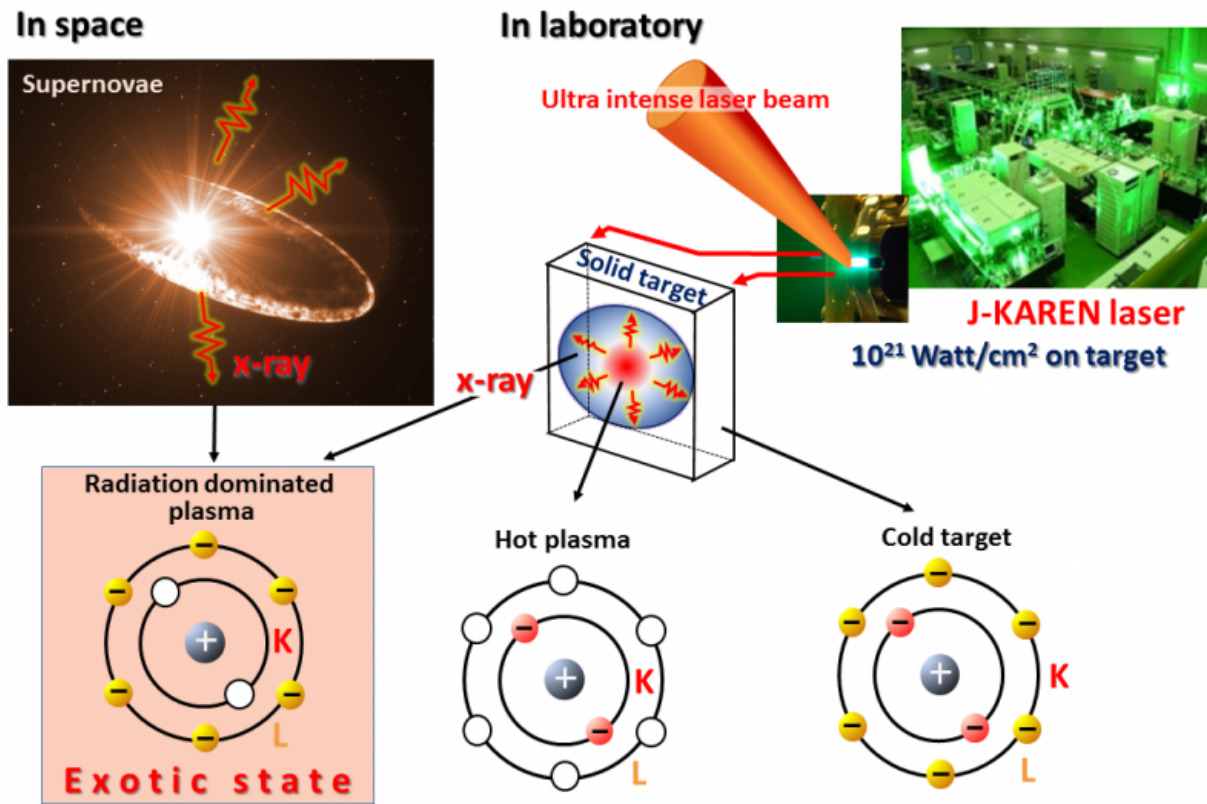 In space
In laboratory
Supernovae
Ultra intense laser beam
Solid target
J-KAREN laser
10²¹ Watt/cm² on target
x-ray
x-ray
Radiation dominated
plasma
Hot plasma
Cold target
+
K
L
+
K
L
+
K
L
Exotic state